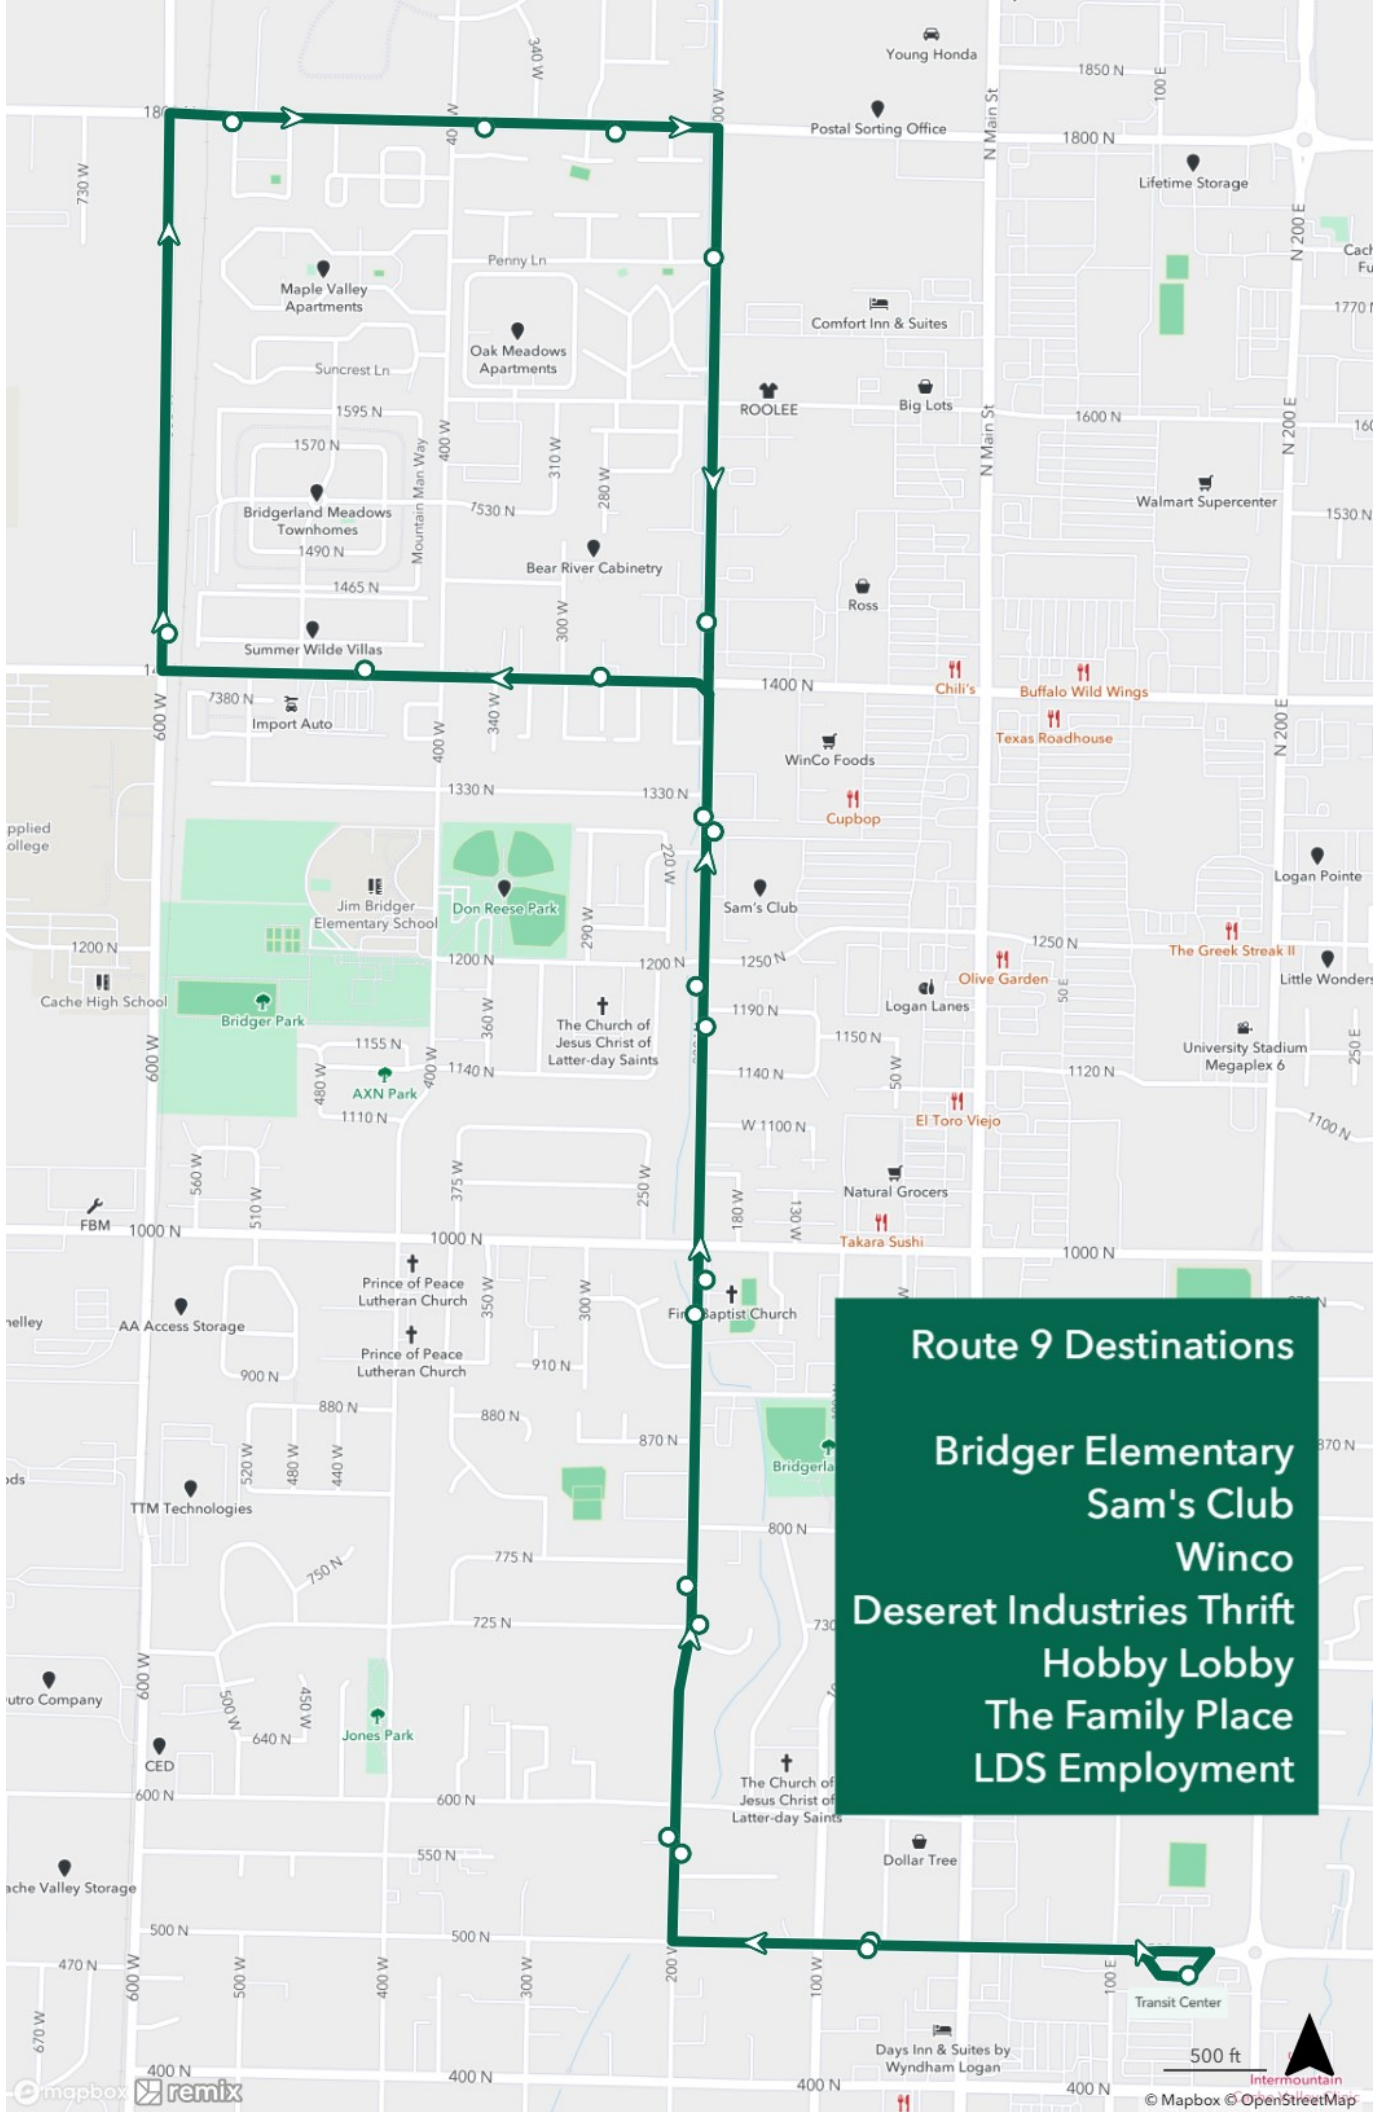 340 W
Young Honda
N Main St
1850 N
100 E
Postal Sorting Office
1800 N
Lifetime Storage
730 W
N 200 E
Penny Ln
Maple Valley
Apartments
Comfort Inn & Suites
1770 N
Oak Meadows
Apartments
Suncrest Ln
ROOLEE
Big Lots
1595 N
1600 N
N Main St
N 200 E
1570 N
400 W
Mountain Man Way
310 W
280 W
Bridgerland Meadows
Townhomes
1530 N
Walmart Supercenter
1530 N
1490 N
Bear River Cabinetry
1465 N
Ross
300 W
Summer Wilde Villas
1400 N
Chili's
Buffalo Wild Wings
Texas Roadhouse
7380 N
Import Auto
600 W
400 W
340 W
N 200 E
WinCo Foods
1330 N
1330 N
Cupbop
220 W
Logan Pointe
Jim Bridger
Elementary School
Don Reese Park
Sam's Club
290 W
1200 N
1200 N
1200 N
1250 N
1250 N
The Greek Streak II
Olive Garden
Little Wonders
50 E
Cache High School
Bridger Park
Logan Lanes
1190 N
360 W
The Church of
Jesus Christ of
Latter-day Saints
1150 N
University Stadium
Megaplex 6
250 E
600 W
1155 N
480 W
AXN Park
400 W
1140 N
1140 N
50 W
1120 N
1110 N
El Toro Viejo
W 1100 N
1100 N
560 W
510 W
375 W
250 W
180 W
130 W
Natural Grocers
FBM
1000 N
1000 N
Takara Sushi
1000 N
Prince of Peace
Lutheran Church
350 W
300 W
First Baptist Church
AA Access Storage
Prince of Peace
Lutheran Church
900 N
910 N
880 N
880 N
870 N
520 W
480 W
440 W
TTM Technologies
800 N
775 N
750 N
725 N
Route 9 Destinations
Bridger Elementary
Sam's Club
Winco
Deseret Industries Thrift
Hobby Lobby
The Family Place
LDS Employment
870 N
600 W
500 W
450 W
640 N
Jones Park
CED
600 N
600 N
The Church of
Jesus Christ of
Latter-day Saints
550 N
Dollar Tree
500 N
500 N
470 N
600 W
500 W
400 W
300 W
200 W
100 W
100 E
Transit Center
670 W
Days Inn & Suites by
Wyndham Logan
500 ft
400 N
400 N
400 N
400 N
Intermountain
mapbox remix
© Mapbox © OpenStreetMap